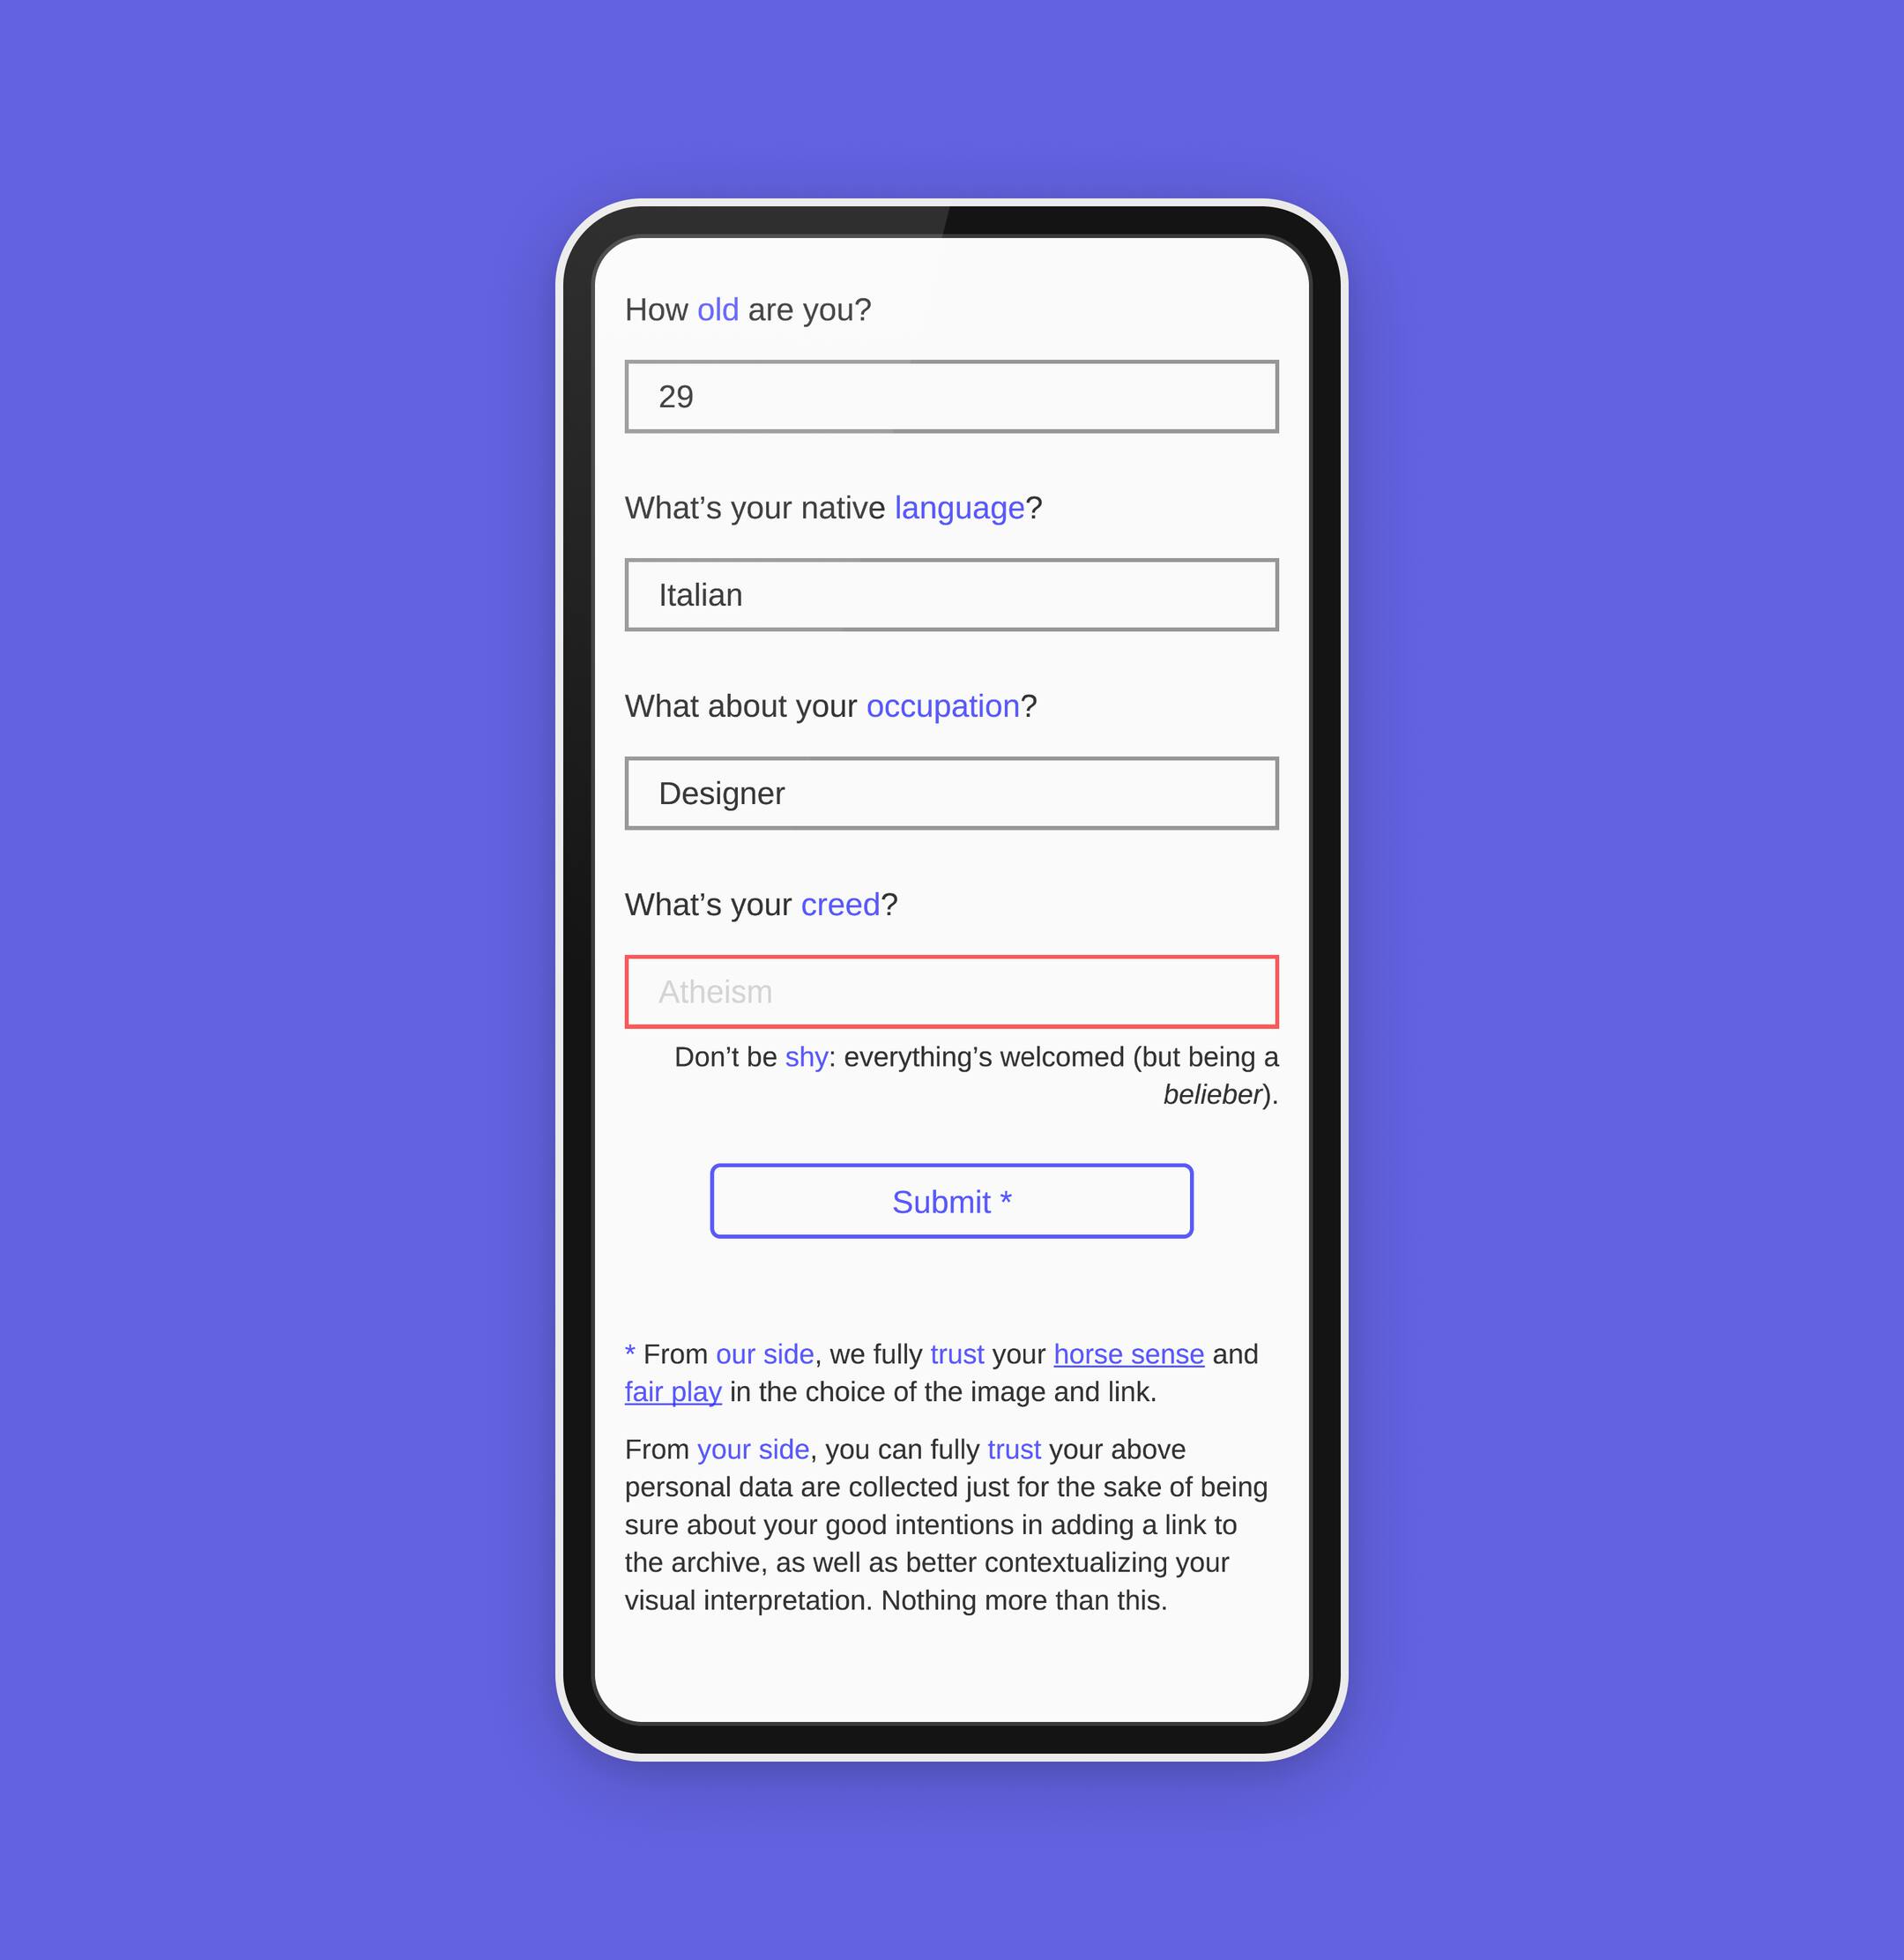 How old are you?
29
What’s your native language?
Italian
What about your occupation?
Designer
What’s your creed?
Atheism
Don’t be shy: everything’s welcomed (but being a
belieber).
Submit *
* From our side, we fully trust your horse sense and
fair play in the choice of the image and link.
From your side, you can fully trust your above
personal data are collected just for the sake of being
sure about your good intentions in adding a link to
the archive, as well as better contextualizing your
visual interpretation. Nothing more than this.